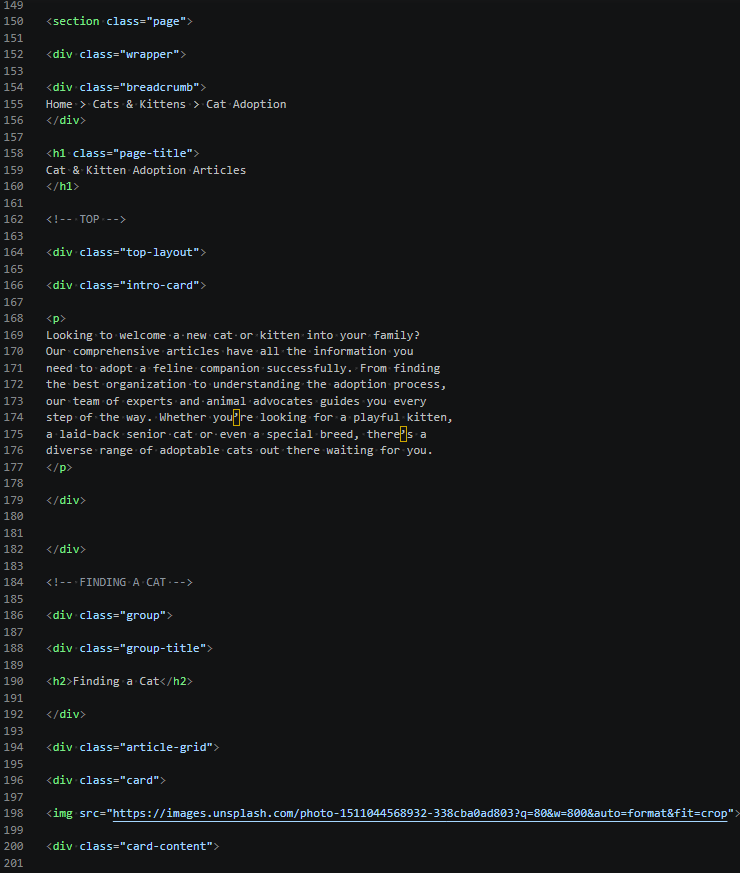 149
150 <section class="page">
151
152 <div class="wrapper">
153
154 <div class="breadcrumb">
155 Home > Cats & Kittens > Cat Adoption
156 </div>
157
158 <h1 class="page-title">
159 Cat & Kitten Adoption Articles
160 </h1>
161
162 <!-- TOP -->
163
164 <div class="top-layout">
165
166 <div class="intro-card">
167
168 <p>
169 Looking to welcome a new cat or kitten into your family?
170 Our comprehensive articles have all the information you
171 need to adopt a feline companion successfully. From finding
172 the best organization to understanding the adoption process,
173 our team of experts and animal advocates guides you every
174 step of the way. Whether you’re looking for a playful kitten,
175 a laid-back senior cat or even a special breed, there’s a
176 diverse range of adoptable cats out there waiting for you.
177 </p>
178
179 </div>
180
181
182 </div>
183
184 <!-- FINDING A CAT -->
185
186 <div class="group">
187
188 <div class="group-title">
189
190 <h2>Finding a Cat</h2>
191
192 </div>
193
194 <div class="article-grid">
195
196 <div class="card">
197
198 <img src="https://images.unsplash.com/photo-1511044568932-338cba0ad803?q=80&w=800&auto=format&fit=crop">
199
200 <div class="card-content">
201